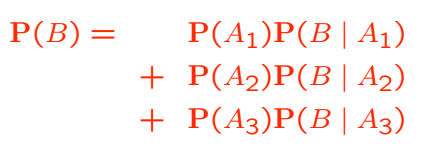 P(B) = P(A₁)P(B | A₁)
+ P(A₂)P(B | A₂)
+ P(A₃)P(B | A₃)